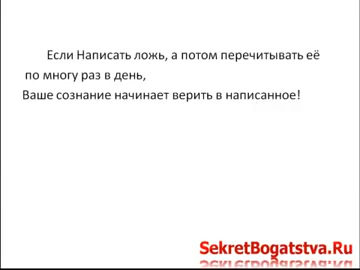 Если Написать ложь, а потом перечитывать её
по многу раз в день,
Ваше сознание начинает верить в написанное!
SekretBogatstva.Ru